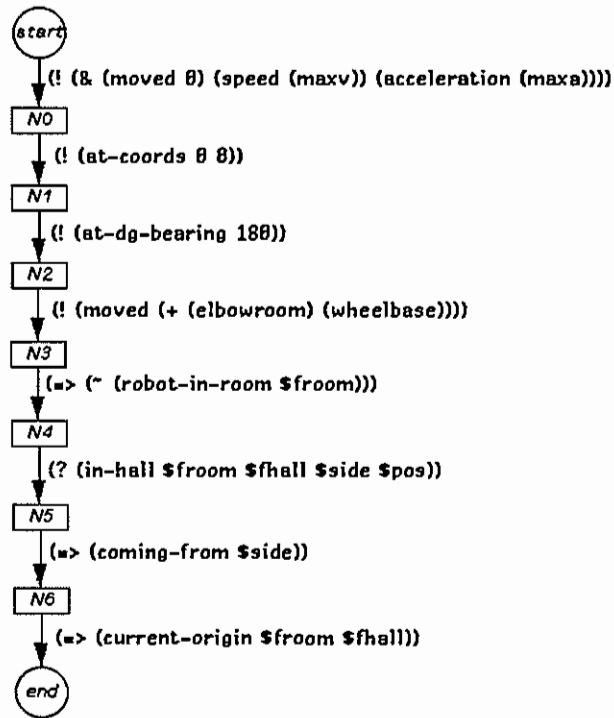 start
(! (& (moved 0) (speed (maxv)) (acceleration (maxa))))
N0
(! (at-coords 0 0))
N1
(! (at-dg-bearing 180))
N2
(! (moved (+ (elbowroom) (wheelbase))))
N3
(=> (~ (robot-in-room $froom)))
N4
(? (in-hall $froom $fhall $side $pos))
N5
(=> (coming-from $side))
N6
(=> (current-origin $froom $fhall))
end